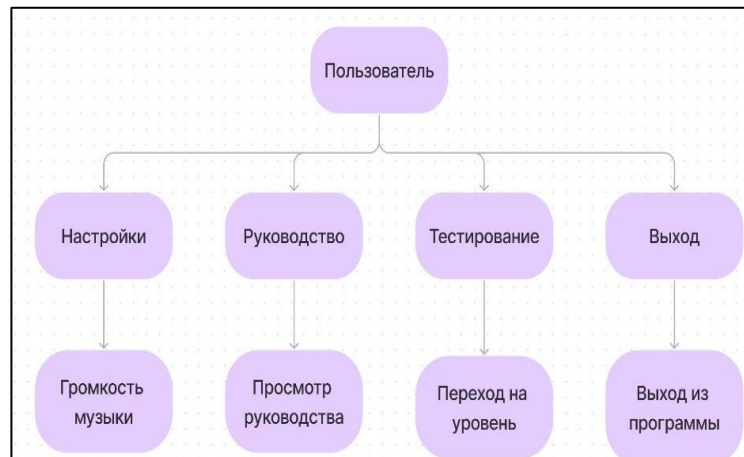 Пользователь
Настройки
Руководство
Тестирование
Выход
Громкость
музыки
Просмотр
руководства
Переход на
уровень
Выход из
программы